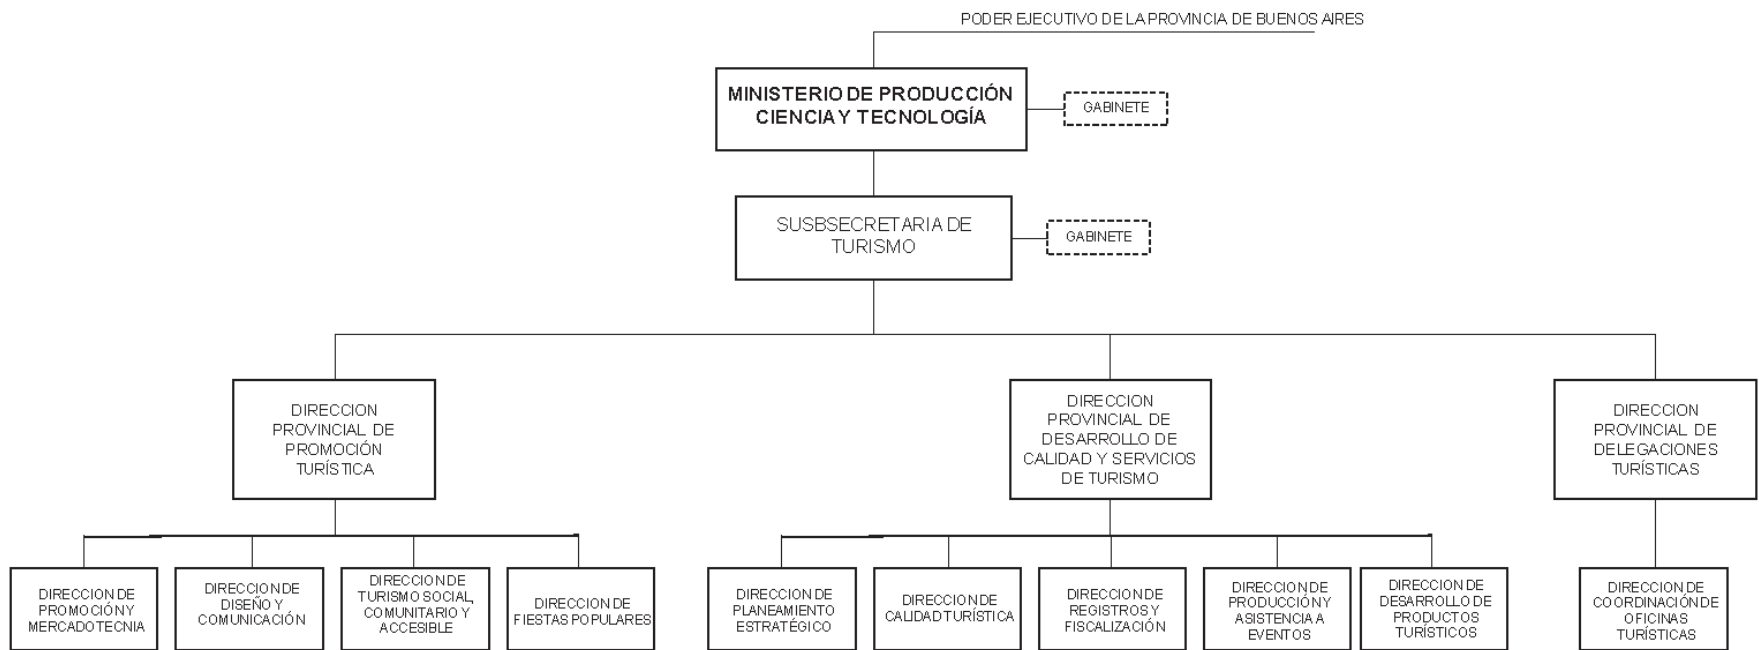 PODER EJECUTIVO DE LA PROVINCIA DE BUENOS AIRES
MINISTERIO DE PRODUCCIÓN
CIENCIA Y TECNOLOGÍA
GABINETE
SUSBSECRETARIA DE
TURISMO
GABINETE
DIRECCION
PROVINCIAL DE
PROMOCIÓN
TURÍSTICA
DIRECCION
PROVINCIAL DE
DESARROLLO DE
CALIDAD Y SERVICIOS
DE TURISMO
DIRECCION
PROVINCIAL DE
DELEGACIONES
TURÍSTICAS
DIRECCION DE
PROMOCIÓN Y
MERCADOTECNIA
DIRECCION DE
DISEÑO Y
COMUNICACIÓN
DIRECCION DE
TURISMO SOCIAL,
COMUNITARIO Y
ACCESIBLE
DIRECCION DE
FIESTAS POPULARES
DIRECCION DE
PLANEAMIENTO
ESTRATÉGICO
DIRECCION DE
CALIDAD TURÍSTICA
DIRECCION DE
REGISTROS Y
FISCALIZACIÓN
DIRECCION DE
PRODUCCIÓN Y
ASISTENCIA A
EVENTOS
DIRECCION DE
DESARROLLO DE
PRODUCTOS
TURÍSTICOS
DIRECCION DE
COORDINACIÓN DE
OFICINAS
TURÍSTICAS